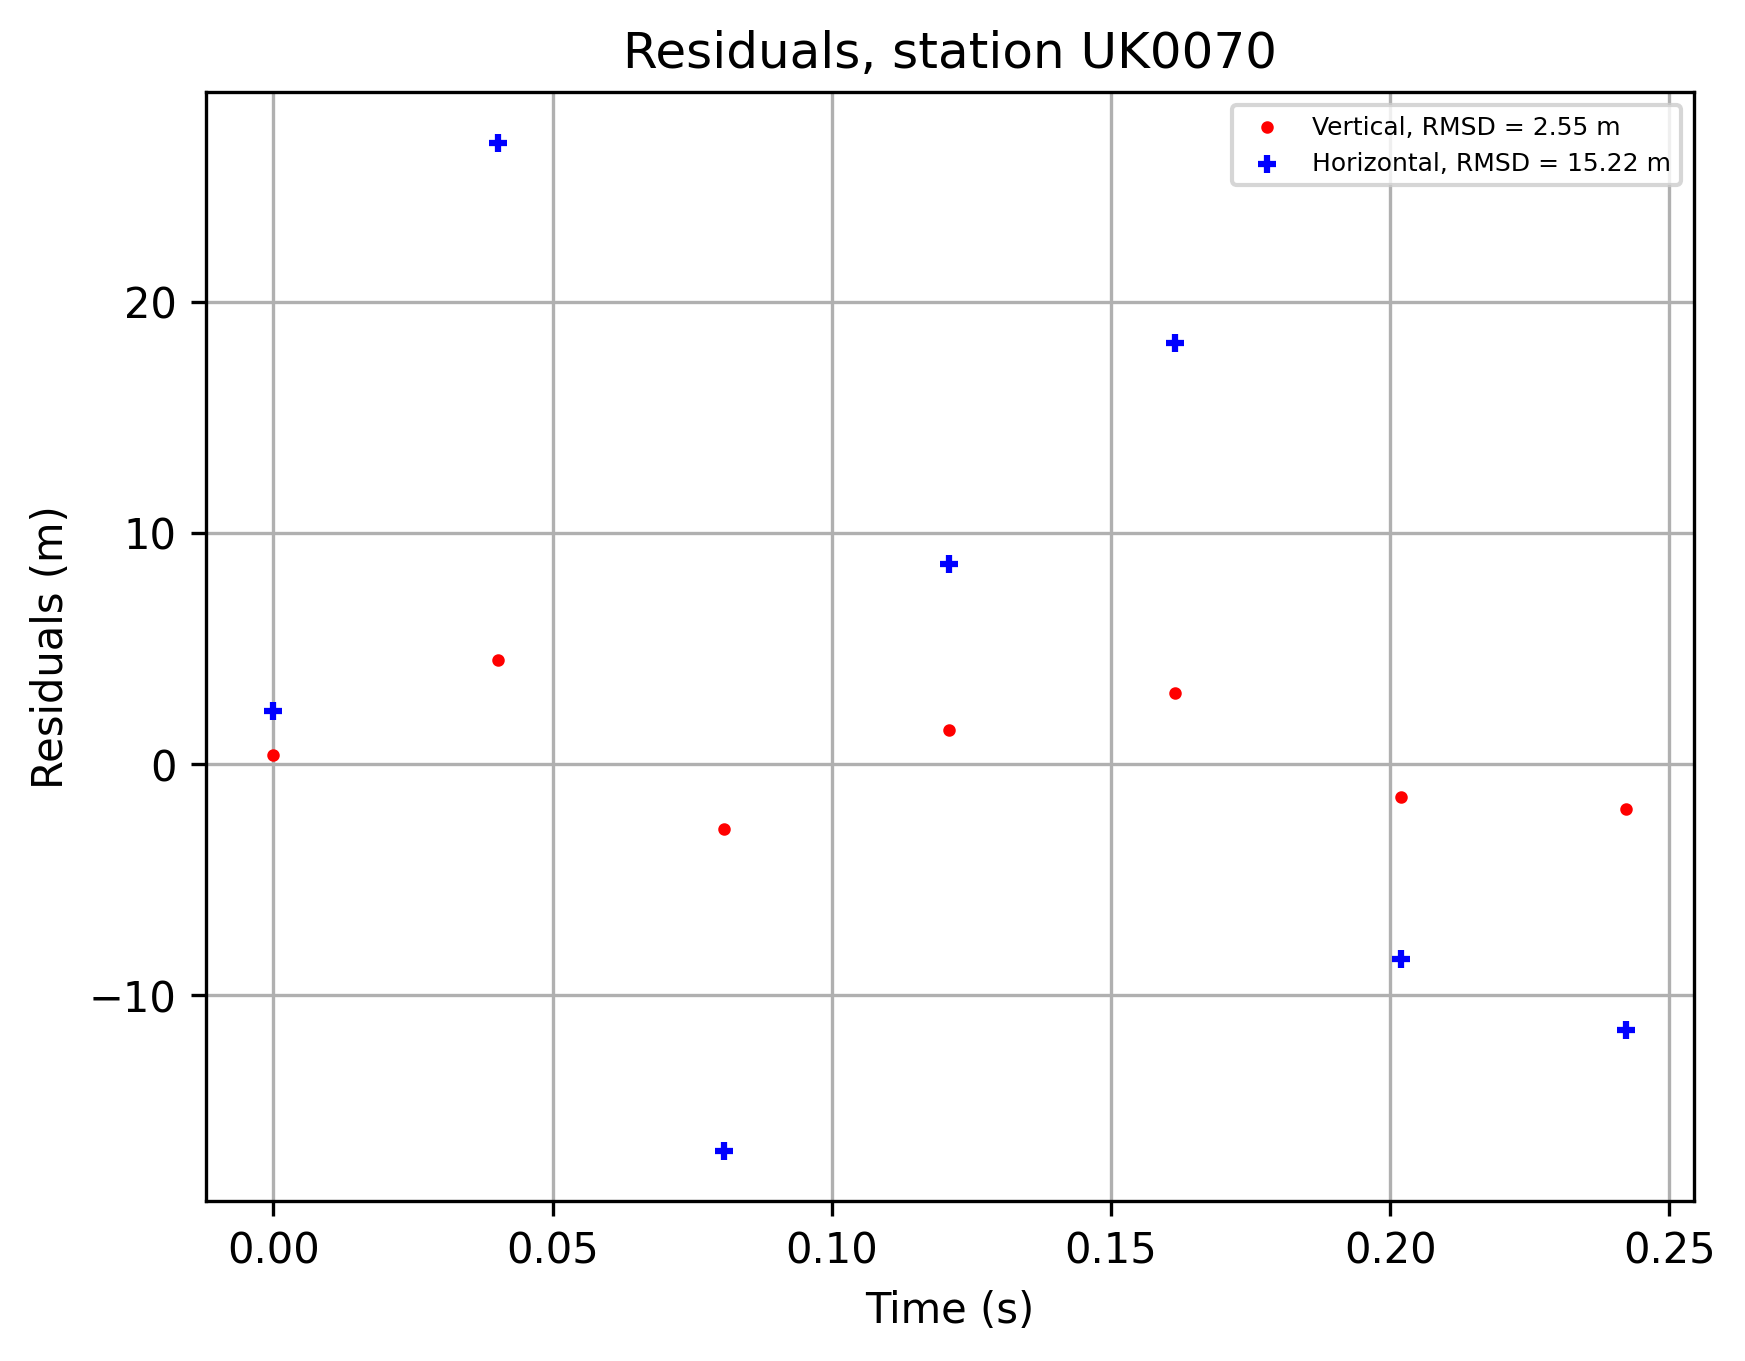 Residuals, station UK0070
Vertical, RMSD = 2.55 m
Horizontal, RMSD = 15.22 m
Residuals (m)
20
10
0
−10
0.00 0.05 0.10 0.15 0.20 0.25
Time (s)